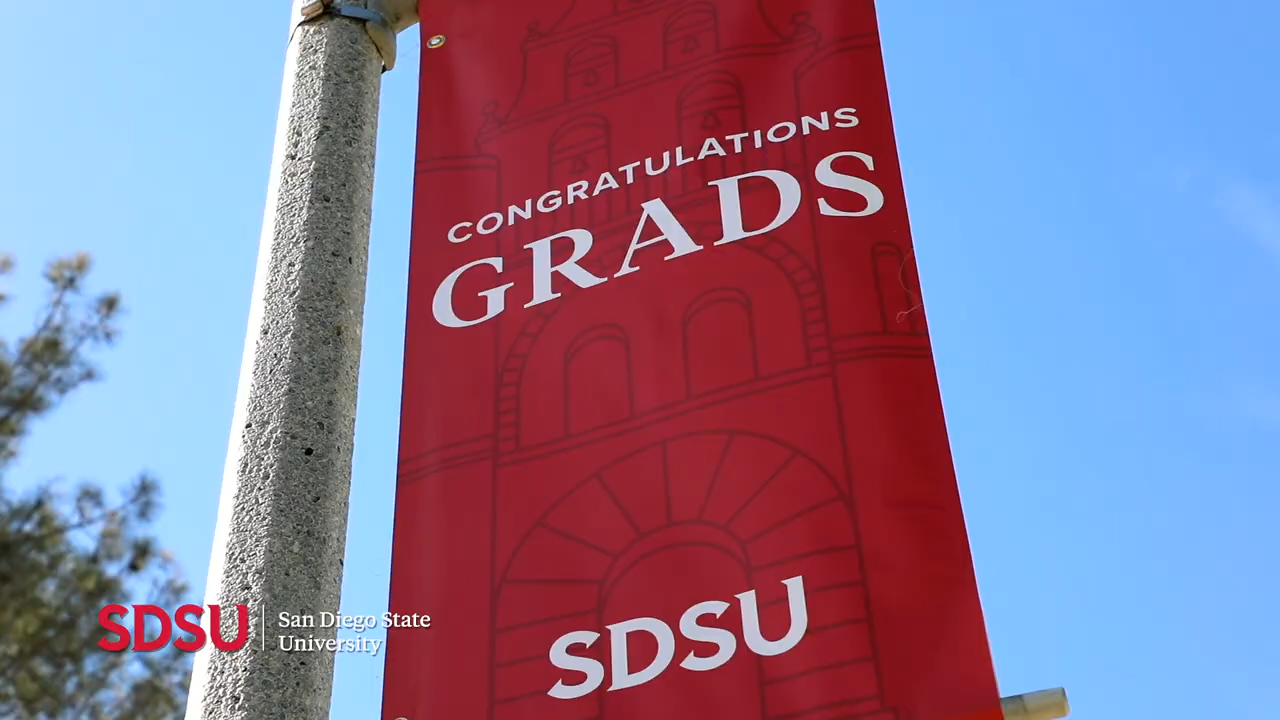 CONGRATULATIONS
GRADS
SDSU
SDSU
San Diego State
University